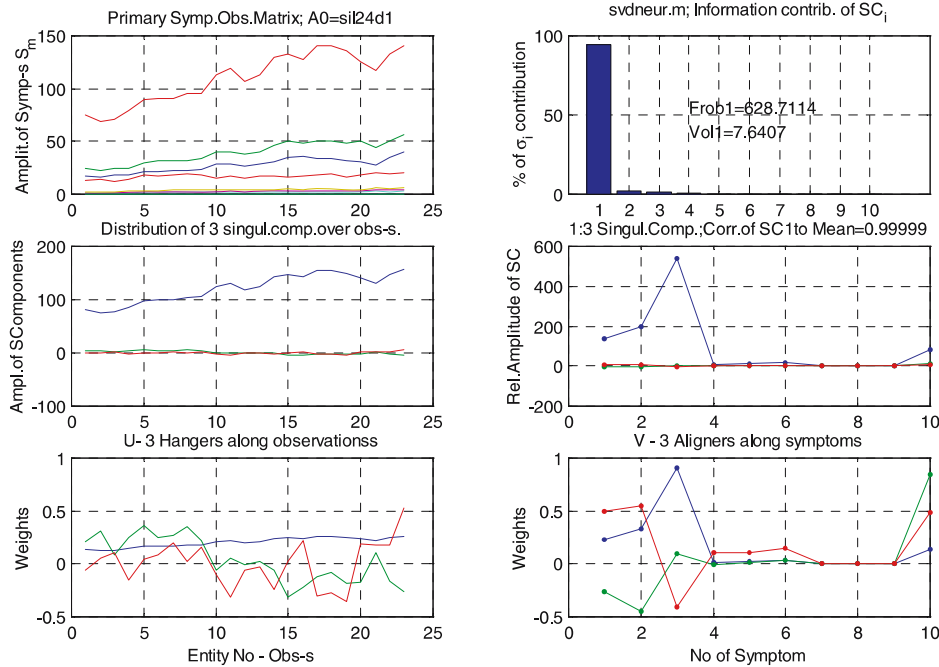 Primary Symp.Obs.Matrix; A0=sil24d1
Amplit.of Symp-s S_m
150
100
50
0
0 5 10 15 20 25
svdneur.m; Information contrib. of SC_i
% of σ_i contribution
100
50
0
Frob1=628.7114
Vol1=7.6407
1 2 3 4 5 6 7 8 9 10
Distribution of 3 singul.comp.over obs-s.
Ampl.of SComponents
200
100
0
-100
0 5 10 15 20 25
1:3 Singul.Comp.;Corr.of SC1to Mean=0.99999
Rel.Amplitude of SC
600
400
200
0
-200
0 2 4 6 8 10
U- 3 Hangers along observationss
Weights
1
0.5
0
-0.5
0 5 10 15 20 25
Entity No - Obs-s
V - 3 Aligners along symptoms
Weights
1
0.5
0
-0.5
0 2 4 6 8 10
No of Symptom